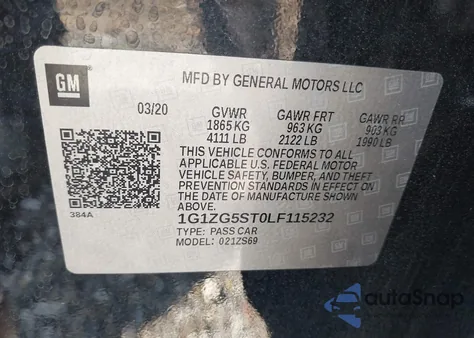 GM
MFD BY GENERAL MOTORS LLC
03/20 GVWR GAWR FRT GAWR RR
1865KG 963 KG 903 KG
4111 LB 2122 LB 1990 LB
THIS VEHICLE CONFORMS TO ALL
APPLICABLE U.S. FEDERAL MOTOR
VEHICLE SAFETY, BUMPER, AND THEFT
PREVENTION STANDARDS IN EFFECT ON
THE DATE OF MANUFACTURE SHOWN
ABOVE.
384A
1G1ZG5ST0LF115232
TYPE: PASS CAR
MODEL: 021ZS69
autoSnap